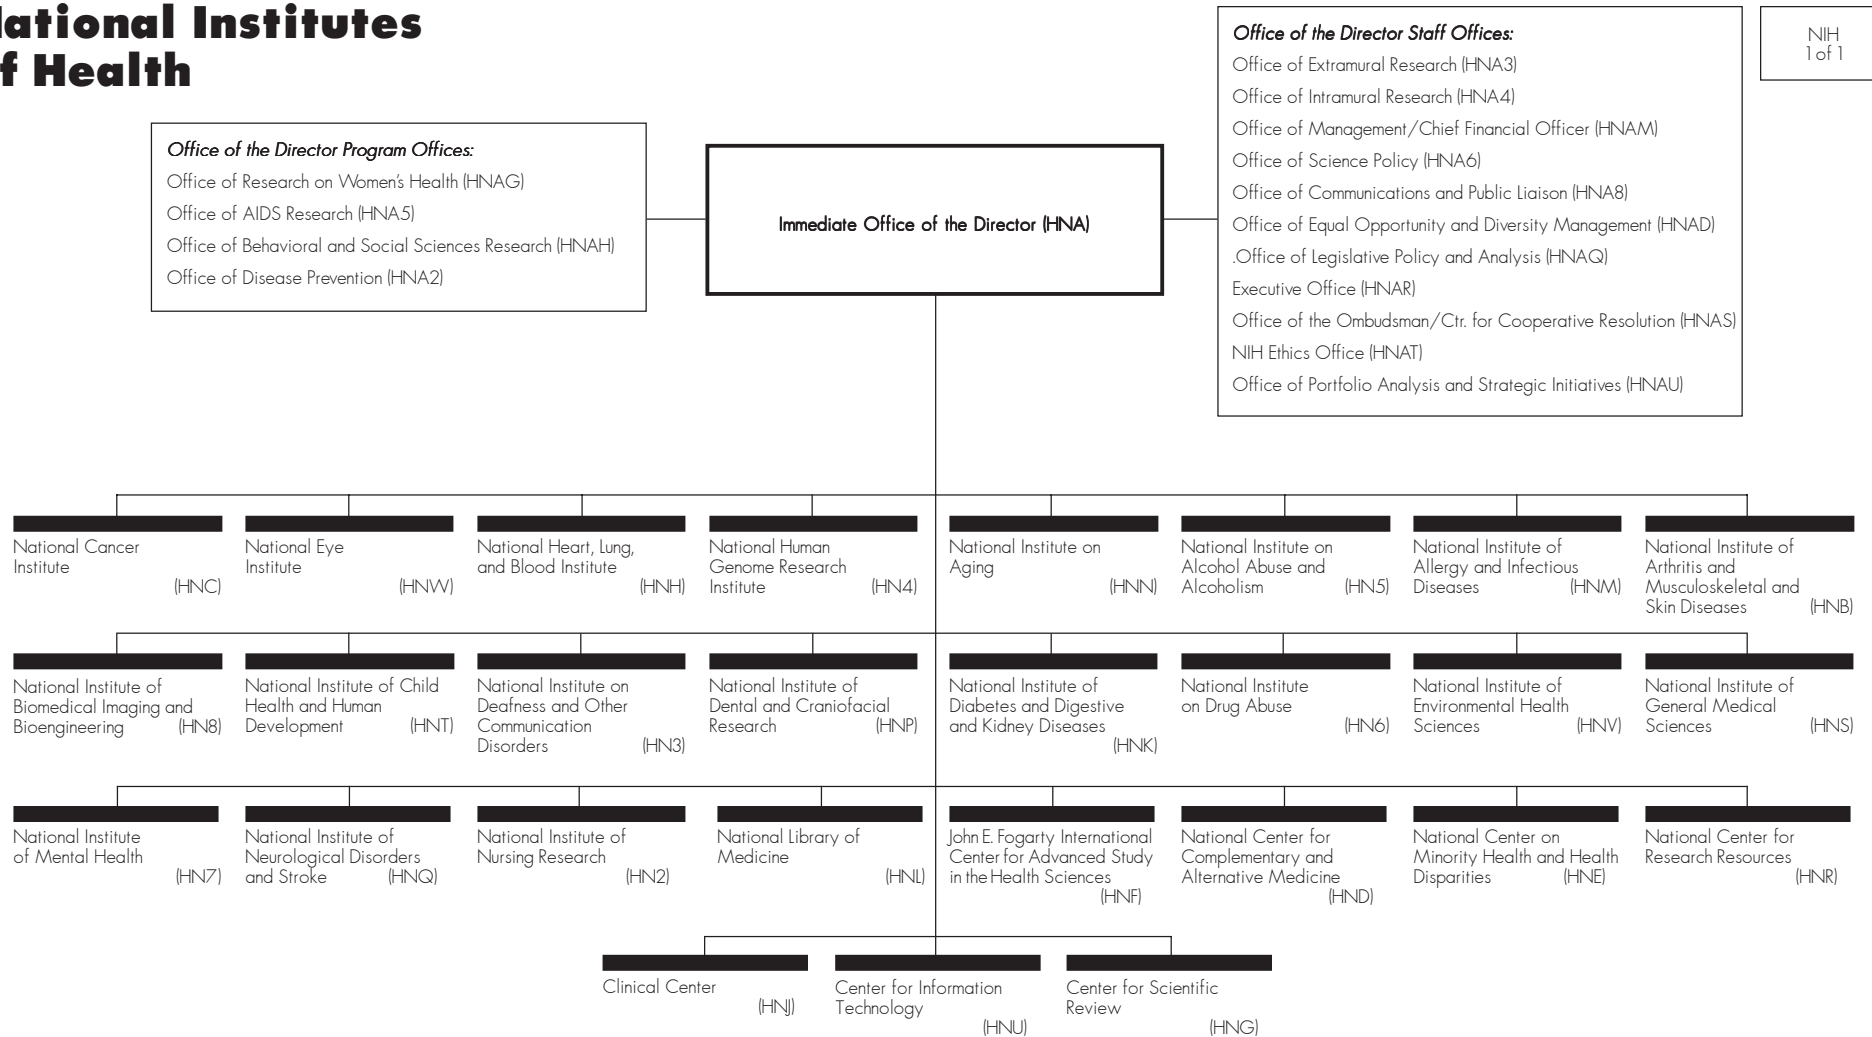 National Institutes
of Health
NIH
1 of 1
Office of the Director Program Offices:
Office of Research on Women's Health (HNAG)
Office of AIDS Research (HNA5)
Office of Behavioral and Social Sciences Research (HNAH)
Office of Disease Prevention (HNA2)
Immediate Office of the Director (HNA)
Office of the Director Staff Offices:
Office of Extramural Research (HNA3)
Office of Intramural Research (HNA4)
Office of Management/Chief Financial Officer (HNAM)
Office of Science Policy (HNA6)
Office of Communications and Public Liaison (HNA8)
Office of Equal Opportunity and Diversity Management (HNAD)
.Office of Legislative Policy and Analysis (HNAQ)
Executive Office (HNAR)
Office of the Ombudsman/Ctr. for Cooperative Resolution (HNAS)
NIH Ethics Office (HNAT)
Office of Portfolio Analysis and Strategic Initiatives (HNAU)
National Cancer
Institute
(HNC)
National Eye
Institute
(HNW)
National Heart, Lung,
and Blood Institute
(HNH)
National Human
Genome Research
Institute (HN4)
National Institute on
Aging
(HNN)
National Institute on
Alcohol Abuse and
Alcoholism (HN5)
National Institute of
Allergy and Infectious
Diseases (HNM)
National Institute of
Arthritis and
Musculoskeletal and
Skin Diseases (HNB)
National Institute of
Biomedical Imaging and
Bioengineering (HN8)
National Institute of Child
Health and Human
Development (HNT)
National Institute on
Deafness and Other
Communication
Disorders (HN3)
National Institute of
Dental and Craniofacial
Research (HNP)
National Institute of
Diabetes and Digestive
and Kidney Diseases
(HNK)
National Institute
on Drug Abuse
(HN6)
National Institute of
Environmental Health
Sciences (HNV)
National Institute of
General Medical
Sciences (HNS)
National Institute
of Mental Health
(HN7)
National Institute of
Neurological Disorders
and Stroke (HNQ)
National Institute of
Nursing Research
(HN2)
National Library of
Medicine
(HNL)
John E. Fogarty International
Center for Advanced Study
in the Health Sciences
(HNF)
National Center for
Complementary and
Alternative Medicine
(HND)
National Center on
Minority Health and Health
Disparities (HNE)
National Center for
Research Resources
(HNR)
Clinical Center
(HNJ)
Center for Information
Technology
(HNU)
Center for Scientific
Review
(HNG)